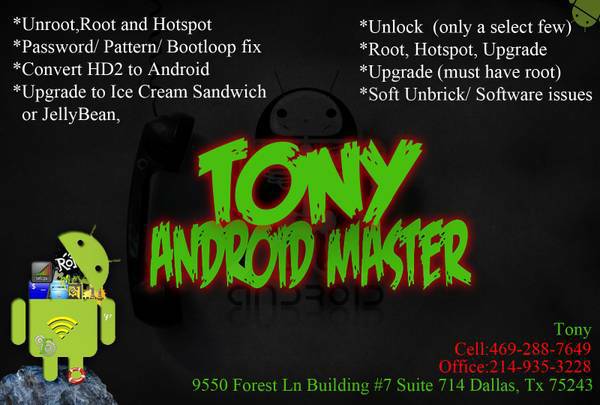 *Unroot,Root and Hotspot
*Password/ Pattern/ Bootloop fix
*Convert HD2 to Android
*Upgrade to Ice Cream Sandwich
or JellyBean,
*Unlock (only a select few)
*Root, Hotspot, Upgrade
*Upgrade (must have root)
*Soft Unbrick/ Software issues
TONY
ANDROID MASTER
ANDROID
Tony
Cell:469-288-7649
Office:214-935-3228
9550 Forest Ln Building #7 Suite 714 Dallas, Tx 75243